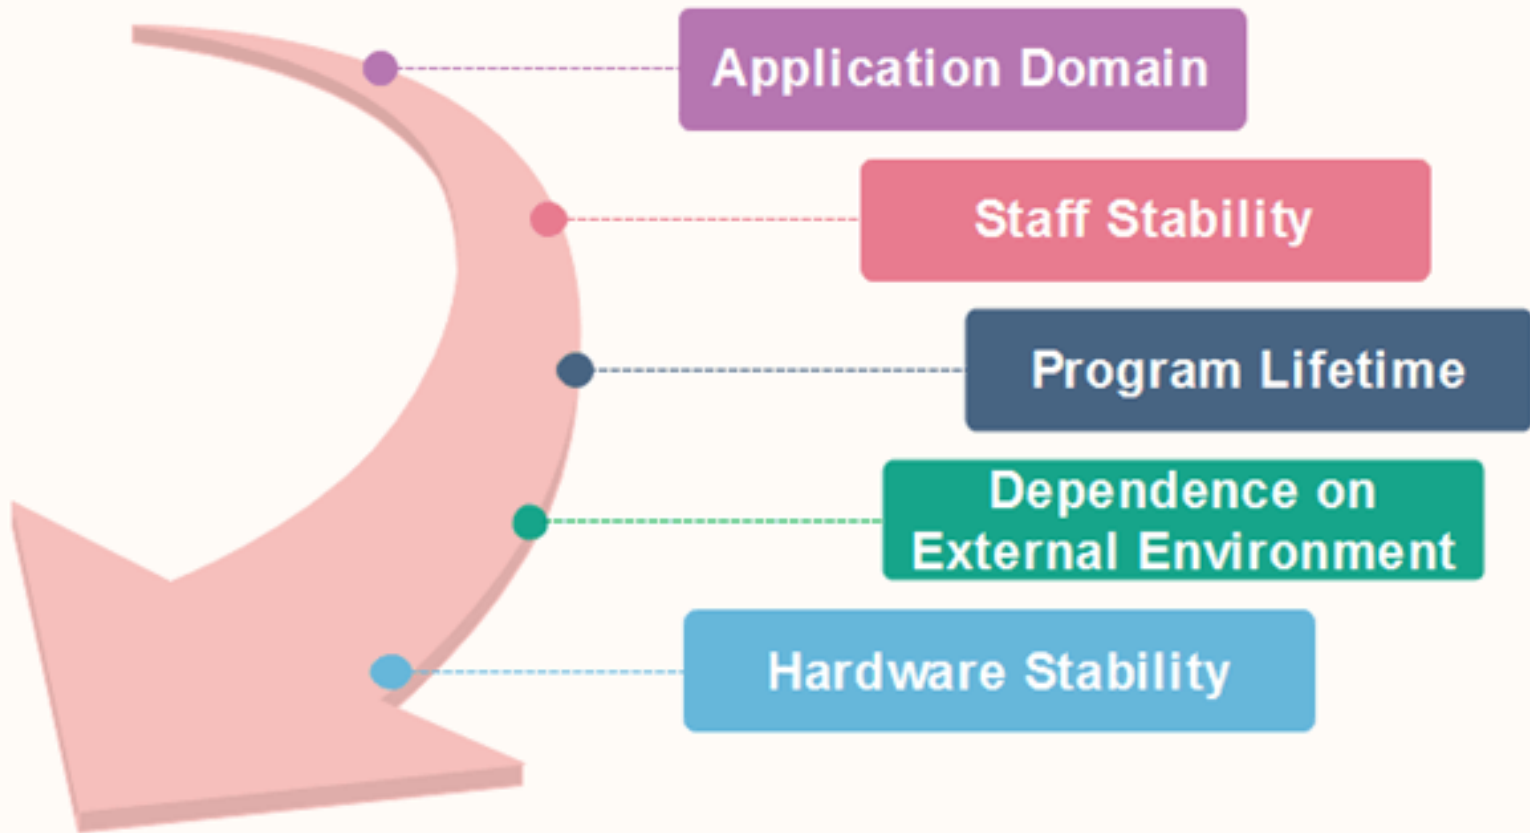 Application Domain
Staff Stability
Program Lifetime
Dependence on
External Environment
Hardware Stability